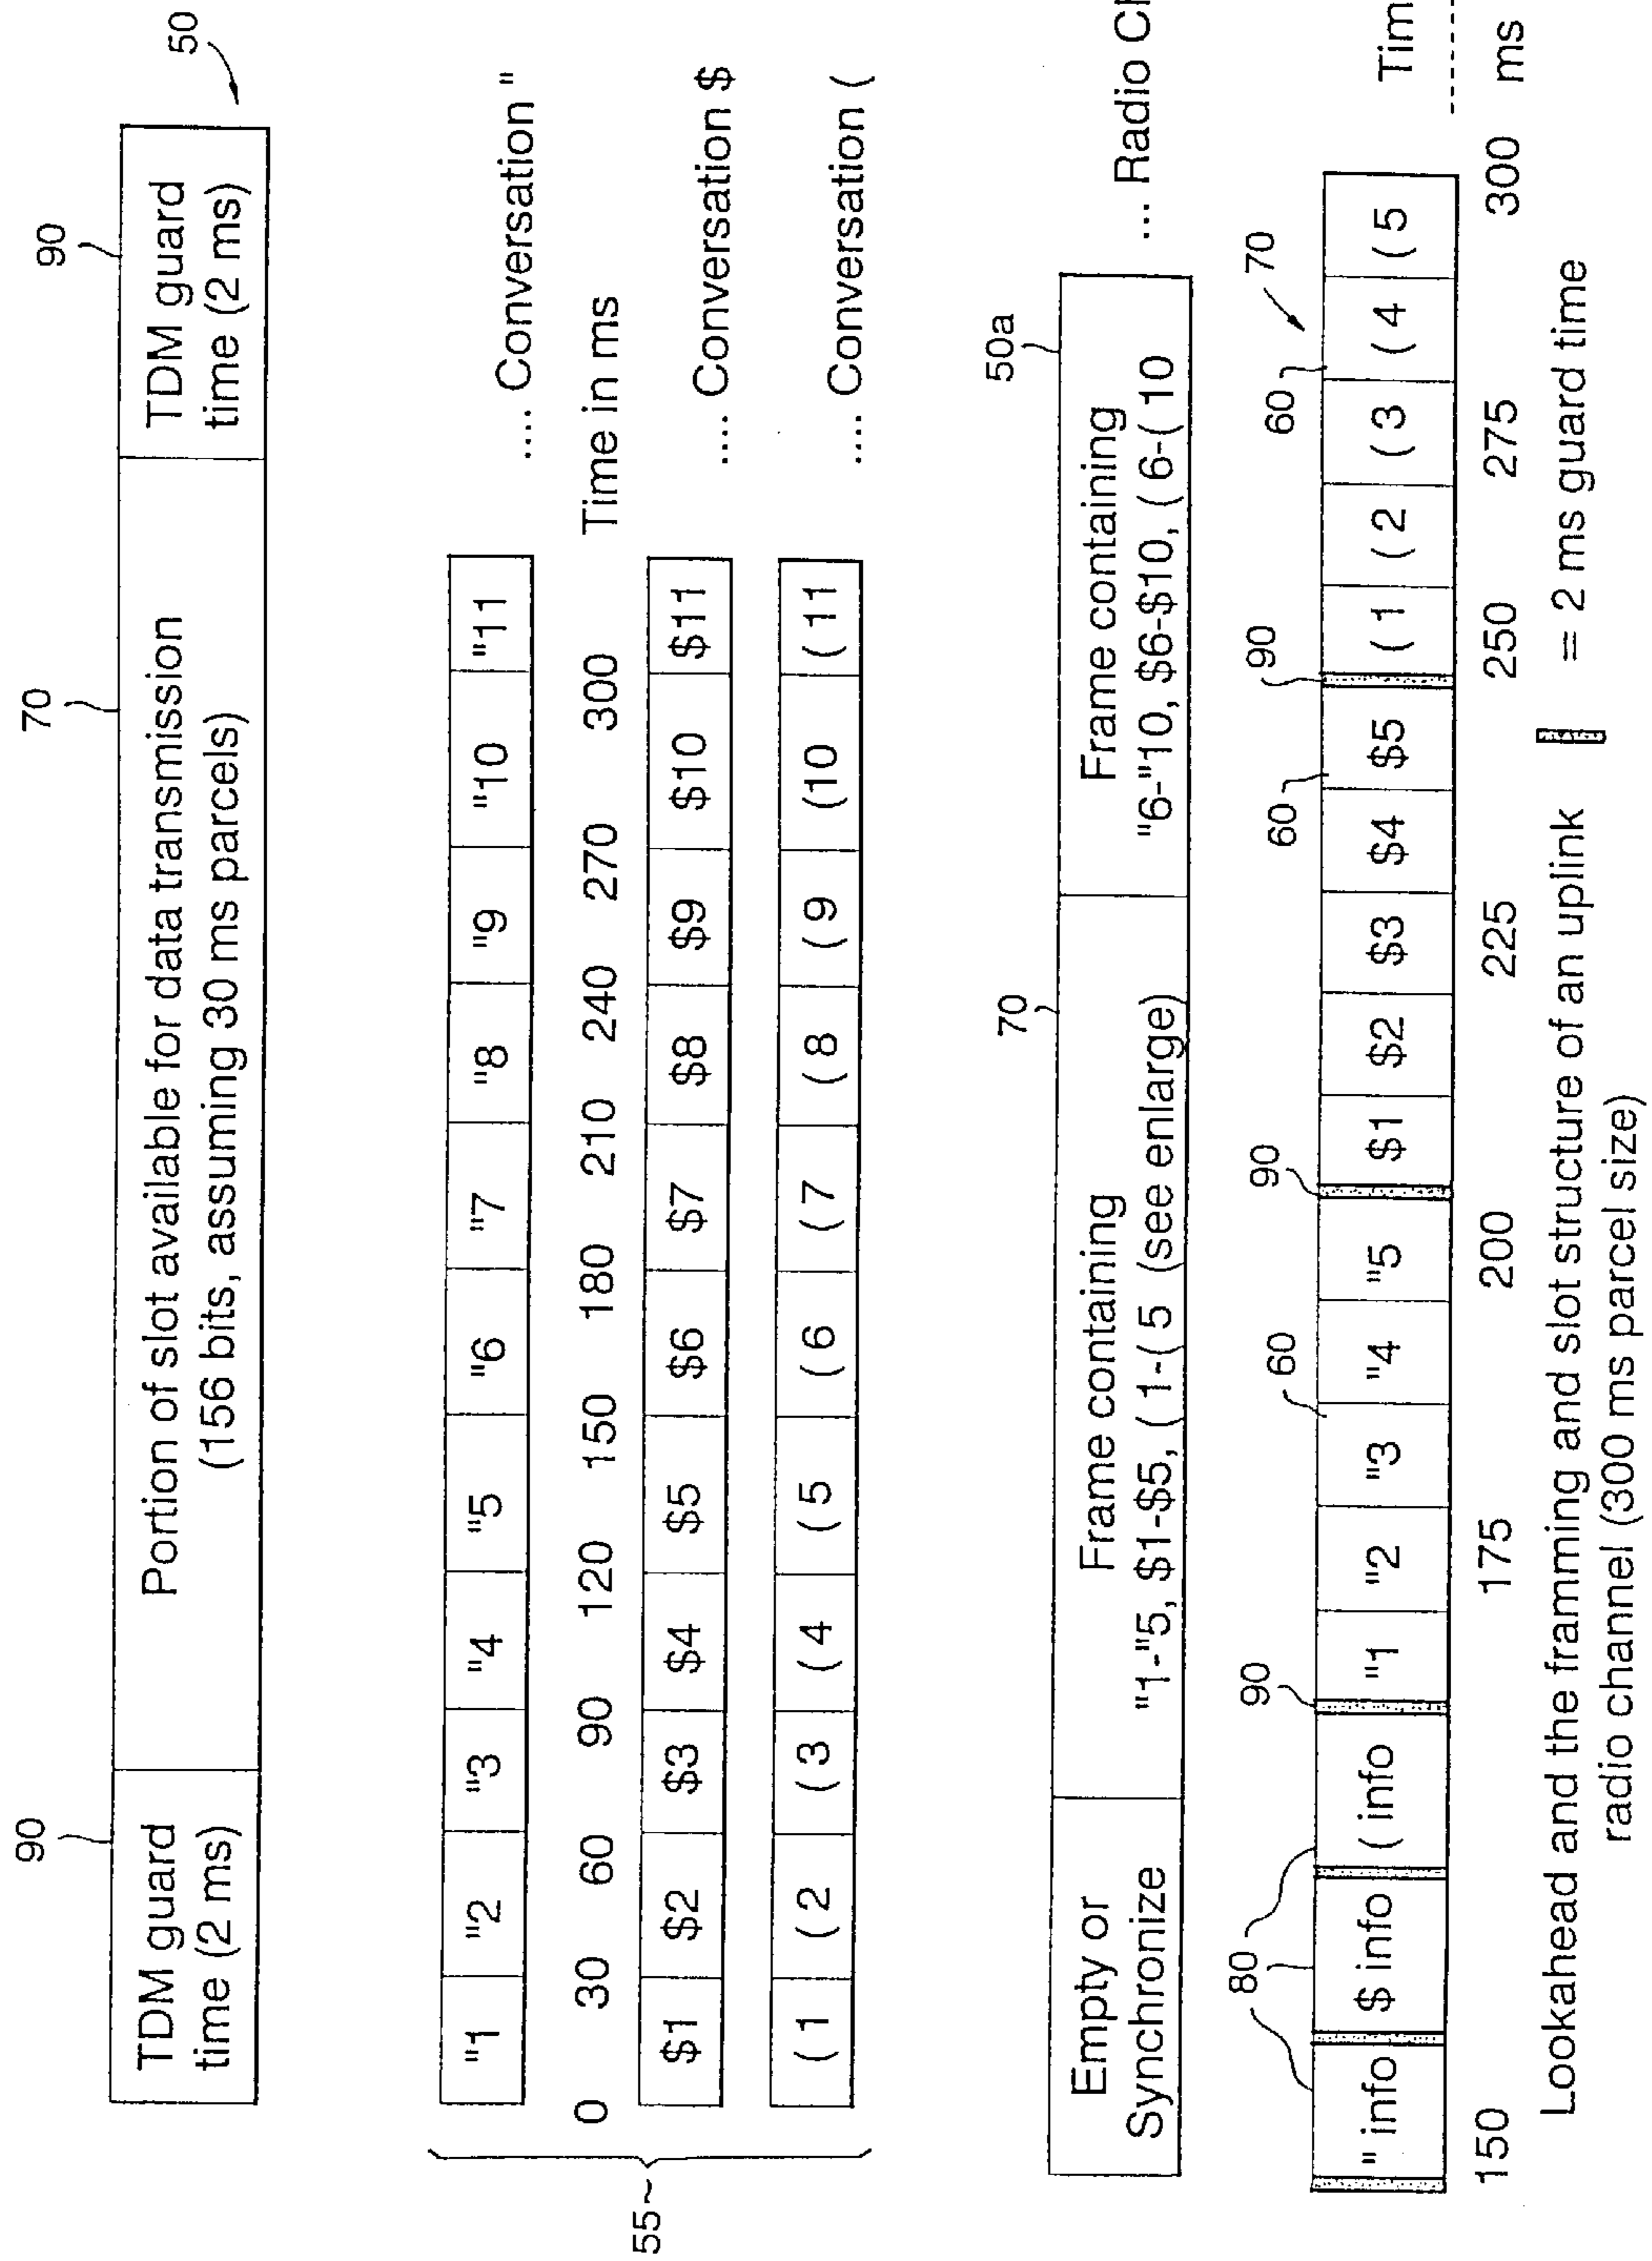 50
90
70
90
TDM guard
time (2 ms)
Portion of slot available for data transmission
(156 bits, assuming 30 ms parcels)
TDM guard
time (2 ms)
"1 "2 "3 "4 "5 "6 "7 "8 "9 "10 "11 .... Conversation "
0 30 60 90 120 150 180 210 240 270 300 Time in ms
$1 $2 $3 $4 $5 $6 $7 $8 $9 $10 $11 .... Conversation $
( 1 ( 2 ( 3 ( 4 ( 5 ( 6 ( 7 ( 8 ( 9 (10 ( 11 .... Conversation (
55~
70
50a
Empty or
Synchronize
Frame containing
"1-"5, $1-$5, ( 1-( 5 (see enlarge)
Frame containing
"6-"10, $6-$10, ( 6-( 10
... Radio
80
90
60
90
60
90
60
70
" info $ info ( info "1 "2 "3 "4 "5 $1 $2 $3 $4 $5 ( 1 ( 2 ( 3 ( 4 ( 5
150 175 200 225 250 275 300 ms
Lookahead and the framming and slot structure of an uplink
radio channel (300 ms parcel size)
= 2 ms guard time